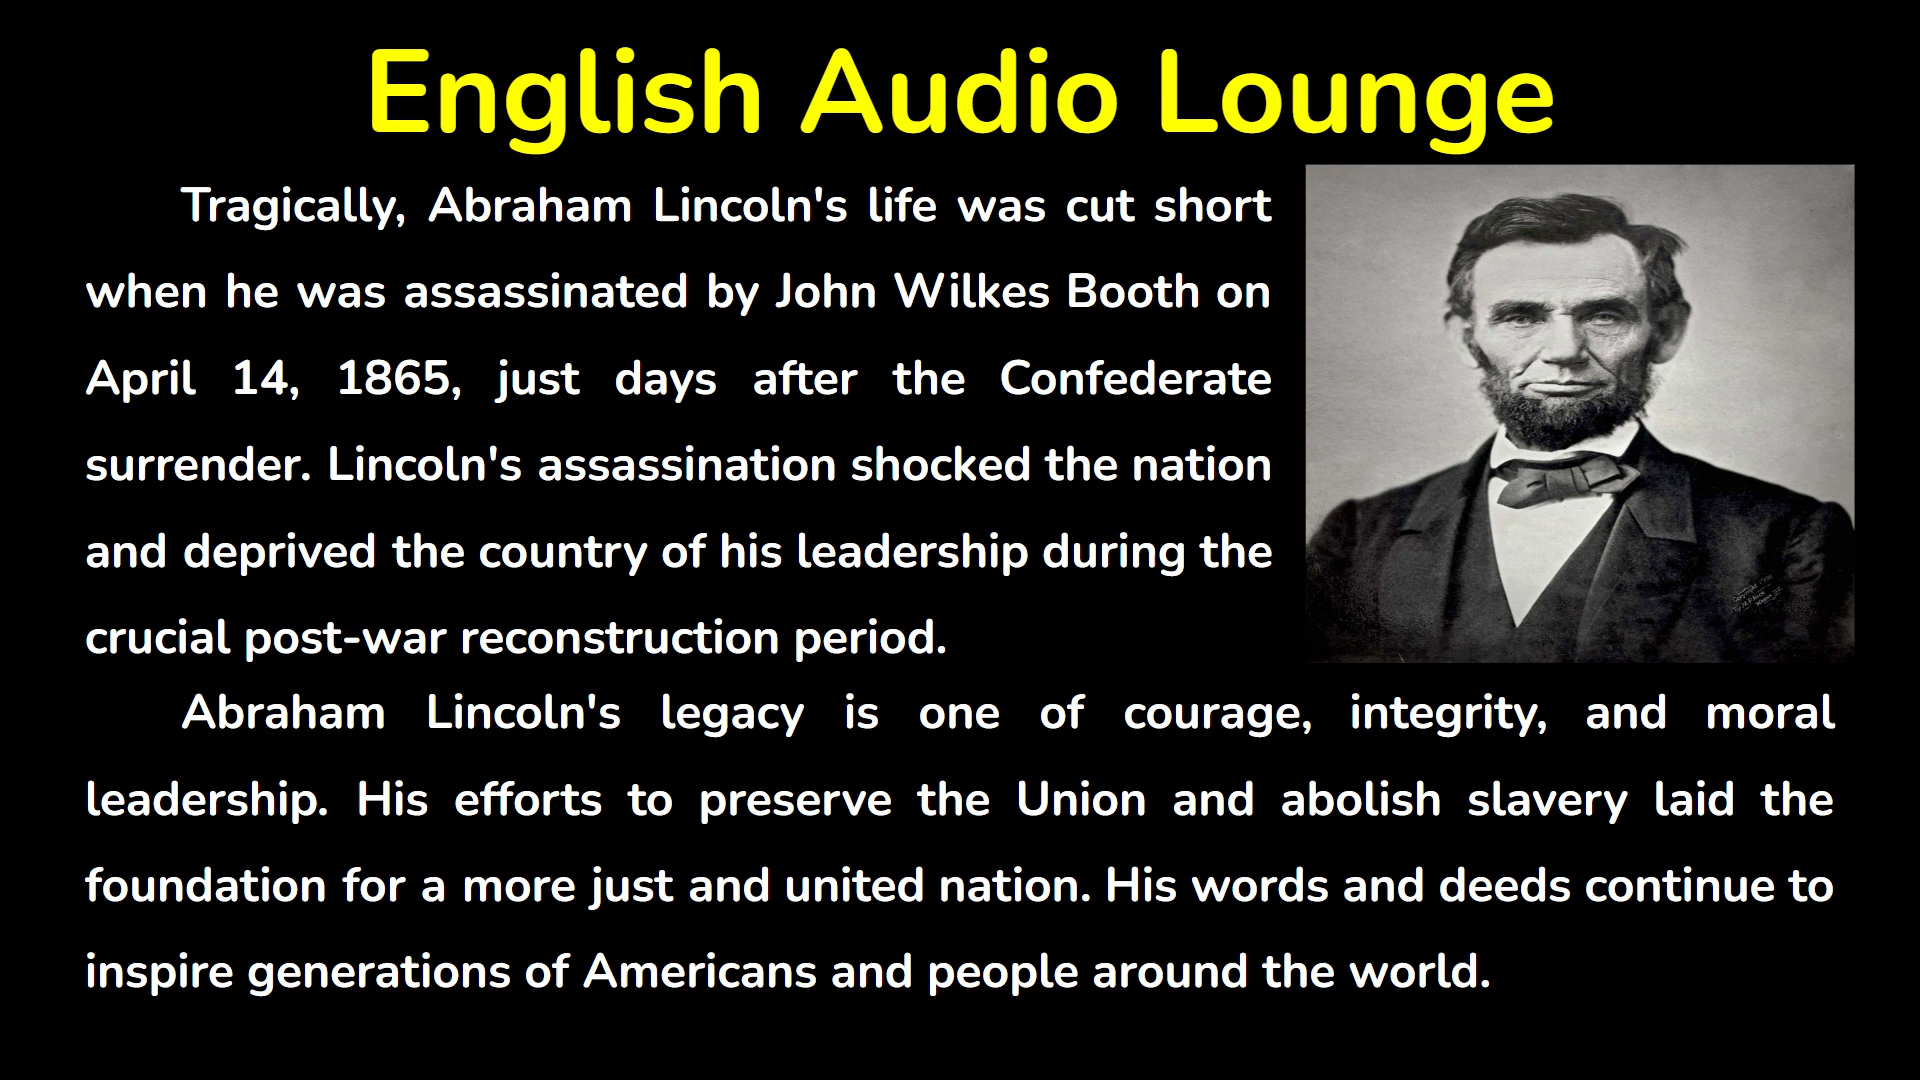 English Audio Lounge
Tragically, Abraham Lincoln's life was cut short
when he was assassinated by John Wilkes Booth on
April 14, 1865, just days after the Confederate
surrender. Lincoln's assassination shocked the nation
and deprived the country of his leadership during the
crucial post-war reconstruction period.
Abraham Lincoln's legacy is one of courage, integrity, and moral
leadership. His efforts to preserve the Union and abolish slavery laid the
foundation for a more just and united nation. His words and deeds continue to
inspire generations of Americans and people around the world.